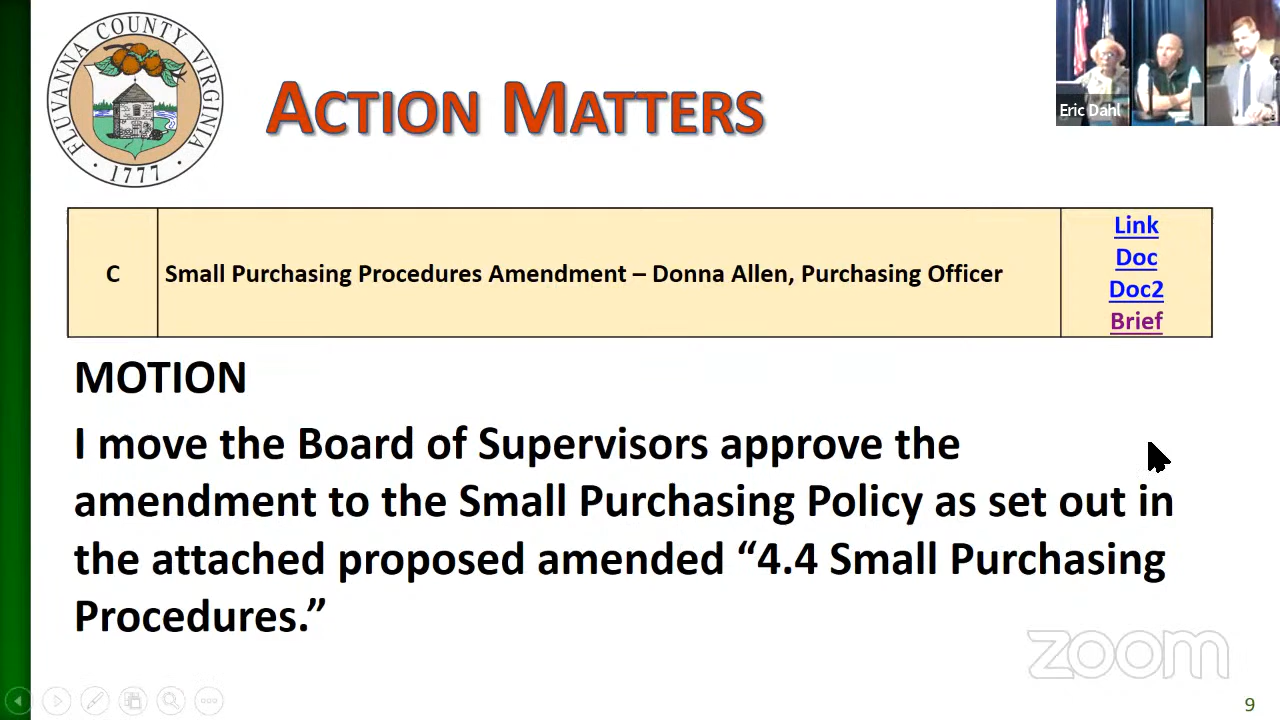 FLUVANNA COUNTY VIRGINIA
1777
ACTION MATTERS
Eric Dahl
C
Small Purchasing Procedures Amendment – Donna Allen, Purchasing Officer
Link
Doc
Doc2
Brief
MOTION
I move the Board of Supervisors approve the
amendment to the Small Purchasing Policy as set out in
the attached proposed amended “4.4 Small Purchasing
Procedures.”
zoom
9